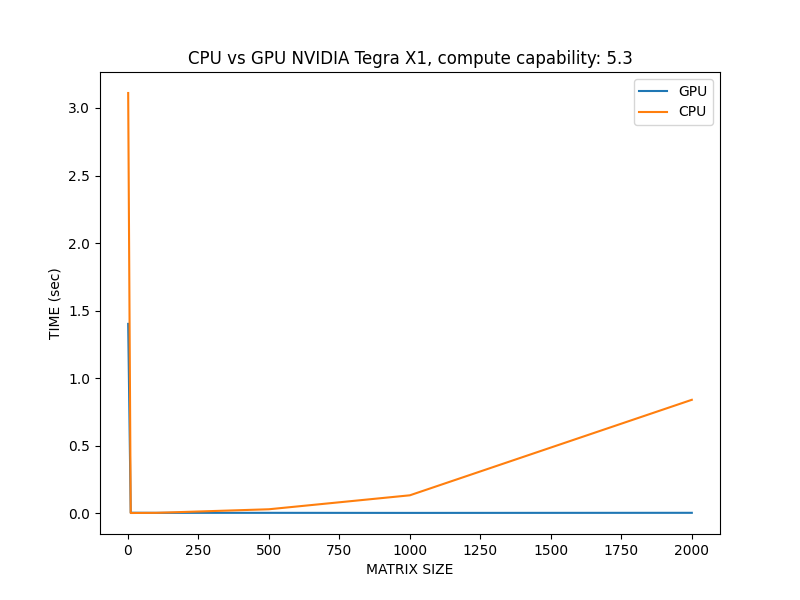 CPU vs GPU NVIDIA Tegra X1, compute capability: 5.3
GPU
CPU
3.0
2.5
2.0
1.5
1.0
0.5
0.0
TIME (sec)
0 250 500 750 1000 1250 1500 1750 2000
MATRIX SIZE